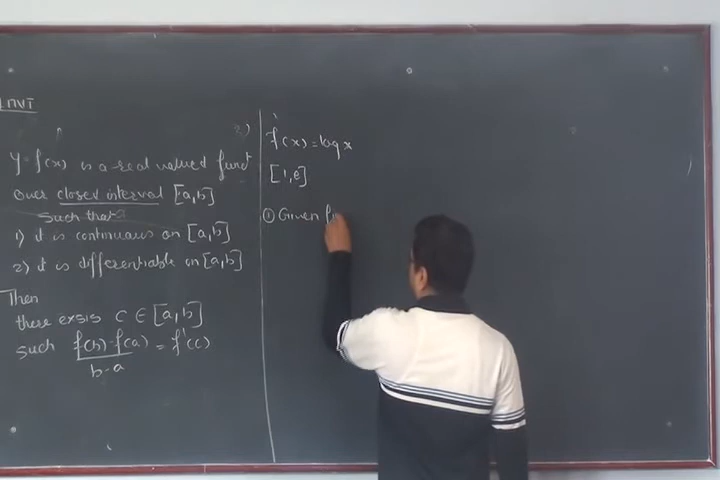 LMVT
y=f(x) is a real valued funct
over closed interval [a,b]
such that
1) it is continuous on [a,b]
2) it is differentiable on [a,b]
Then
there exsis C ∈ [a,b]
such f(b)-f(a)/b-a = f'(c)
2)
f(x)=log x
[1,e]
① Given